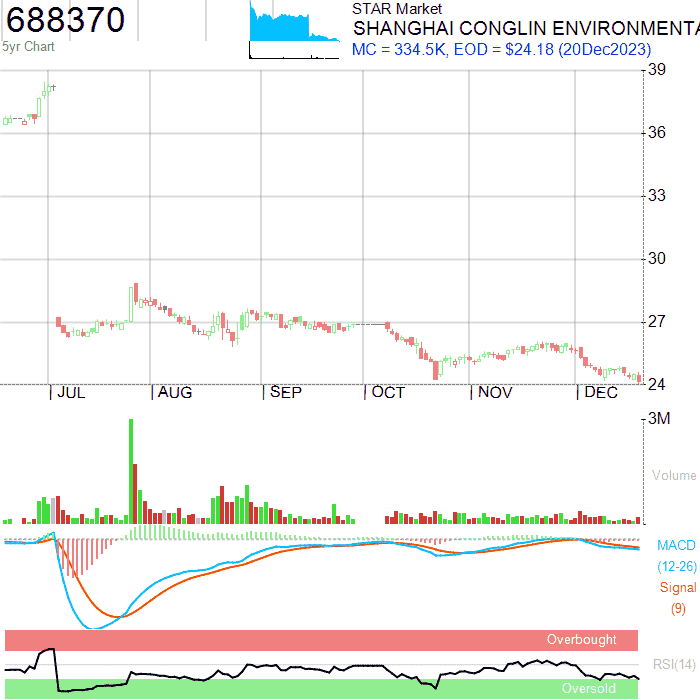 688370
STAR Market
SHANGHAI CONGLIN ENVIRONMENTA
5yr Chart
MC = 334.5K, EOD = $24.18 (20Dec2023)
39
36
33
30
27
24
JUL AUG SEP OCT NOV DEC
3M
Volume
MACD
(12-26)
Signal
(9)
Overbought
RSI(14)
Oversold